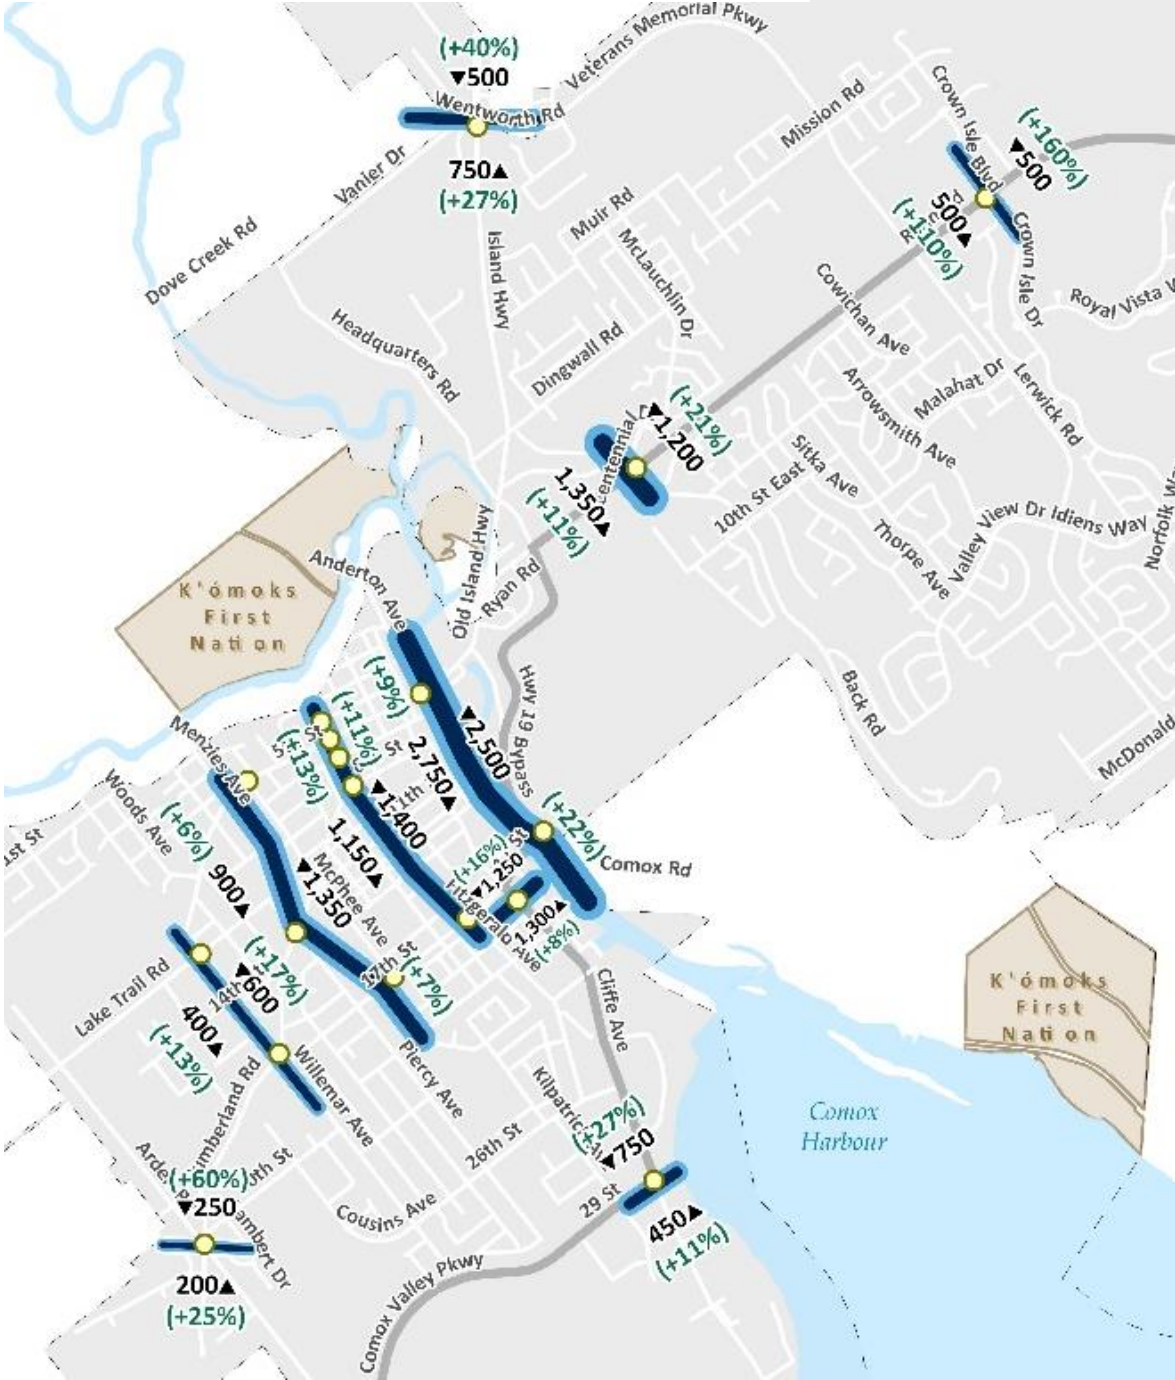 Veterans Memorial Pkwy
(+40%)
▼500
Wentworth Rd
750▲
(+27%)
Vanier Dr
Dove Creek Rd
Island Hwy
Headquarters Rd
Muir Rd
McLauchlin Dr
Mission Rd
Dingwall Rd
Crown Isle Blvd
(+160%)
▼500
500▲
(+110%)
Crown Isle Dr
Royal Vista
Cowichan Ave
Malahat Dr
Lerwick Rd
Arrowsmith Ave
Sitka Ave
10th St East
Thorpe Ave
Valley View Dr
Idiens Way
Norfolk
(+21%)
▼1,200
1,350▲
(+11%)
Old Island Hwy
Ryan Rd
Anderton Ave
K'ómoks
First
Nation
Hwy 19 Bypass
Back Rd
McDonald
(+9%)
▼2,500
2,750▲
(+22%)
Comox Rd
Menzies Ave
Woods Ave
1st St
(+11%)
(+13%)
▼1,400
1,150▲
St
St
(+16%)
▼1,250
1,300▲
(+8%)
Fitzgerald Ave
(+6%)
900▲
▼1,350
McPhee Ave
17th St
(+7%)
Piercy Ave
Cliffe Ave
Lake Trail Rd
14th
(+17%)
▼600
400▲
(+13%)
Willemar Ave
26th St
(+27%)
▼750
29 St
450▲
(+11%)
Cousins Ave
Comox Valley Pkwy
(+60%)
▼250
200▲
(+25%)
K'ómoks
First
Nation
Comox
Harbour